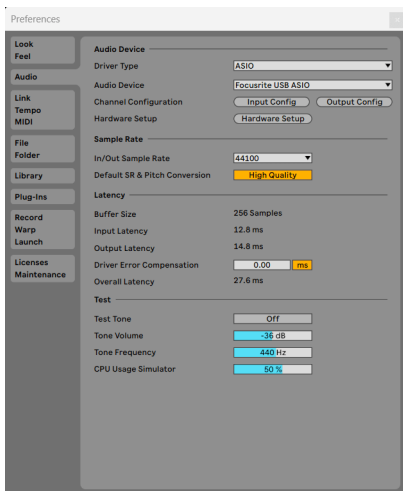 Preferences
Look
Feel
Audio
Link
Tempo
MIDI
File
Folder
Library
Plug-Ins
Record
Warp
Launch
Licenses
Maintenance
Audio Device
Driver Type ASIO
Audio Device Focusrite USB ASIO
Channel Configuration Input Config Output Config
Hardware Setup Hardware Setup
Sample Rate
In/Out Sample Rate 44100
Default SR & Pitch Conversion High Quality
Latency
Buffer Size 256 Samples
Input Latency 12.8 ms
Output Latency 14.8 ms
Driver Error Compensation 0.00 ms
Overall Latency 27.6 ms
Test
Test Tone Off
Tone Volume -36 dB
Tone Frequency 440 Hz
CPU Usage Simulator 50 %